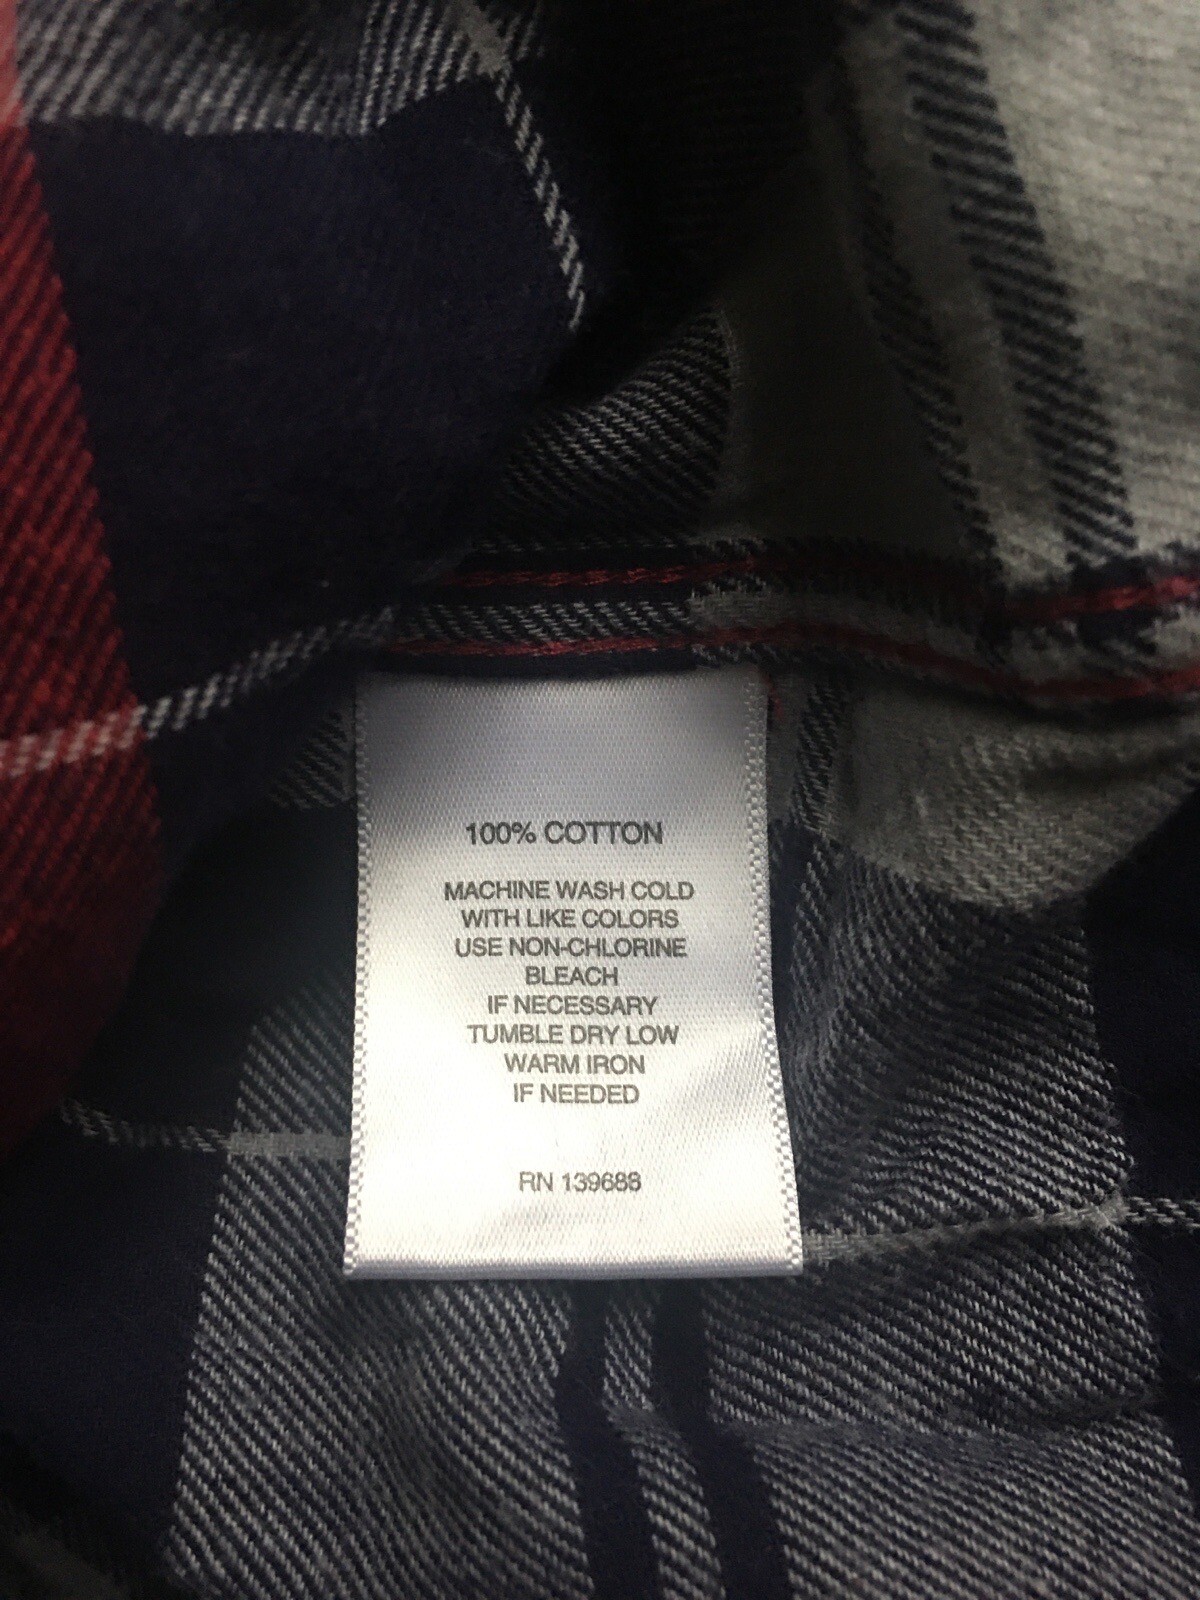 100% COTTON
MACHINE WASH COLD
WITH LIKE COLORS
USE NON-CHLORINE
BLEACH
IF NECESSARY
TUMBLE DRY LOW
WARM IRON
IF NEEDED
RN 139688